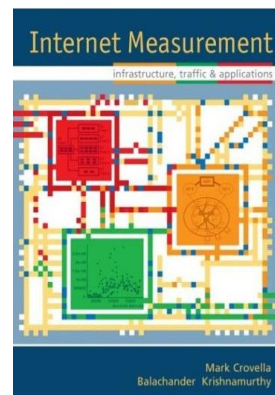 Internet Measurement
infrastructure, traffic & applications
Mark Crovella
Balachander Krishnamurthy